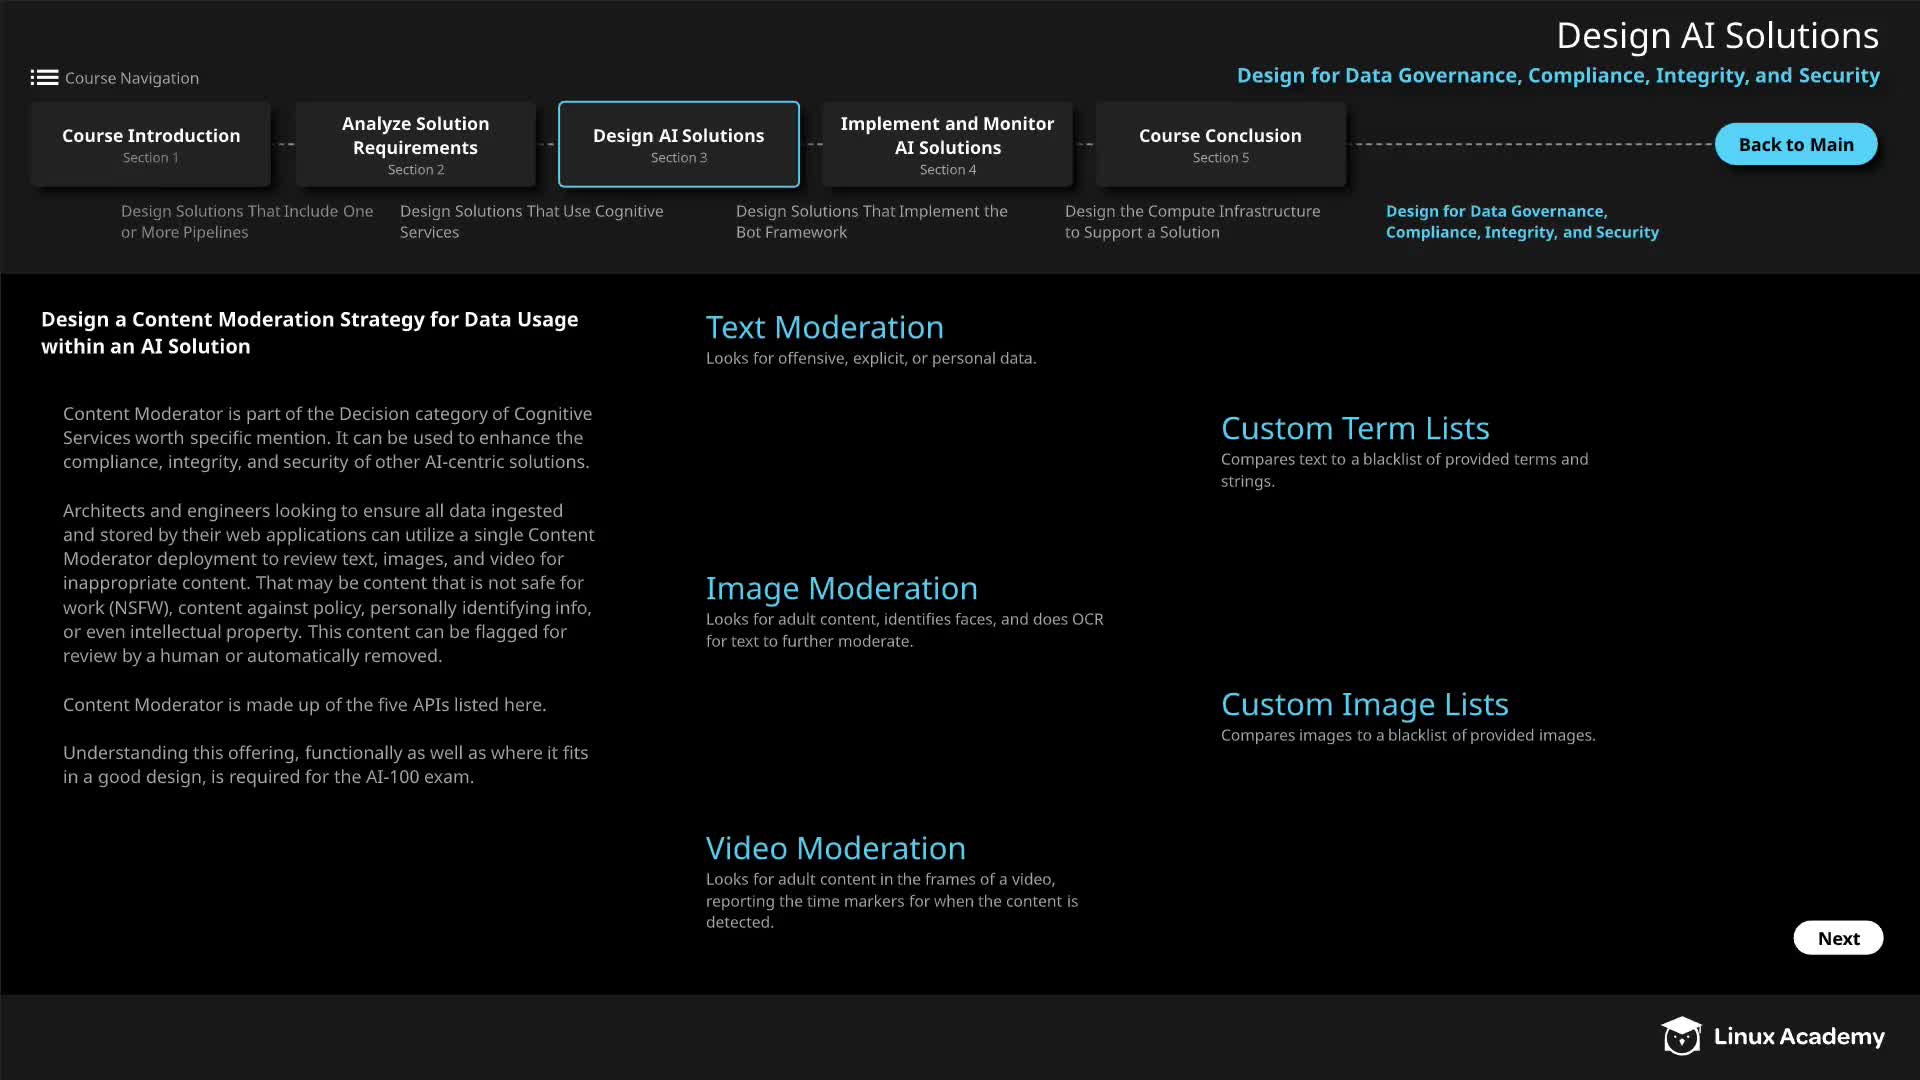 Design AI Solutions
Design for Data Governance, Compliance, Integrity, and Security
Course Navigation
Course Introduction
Section 1
Analyze Solution
Requirements
Section 2
Design AI Solutions
Section 3
Implement and Monitor
AI Solutions
Section 4
Course Conclusion
Section 5
Back to Main
Design Solutions That Include One
or More Pipelines
Design Solutions That Use Cognitive
Services
Design Solutions That Implement the
Bot Framework
Design the Compute Infrastructure
to Support a Solution
Design for Data Governance,
Compliance, Integrity, and Security
Design a Content Moderation Strategy for Data Usage
within an AI Solution
Content Moderator is part of the Decision category of Cognitive
Services worth specific mention. It can be used to enhance the
compliance, integrity, and security of other AI-centric solutions.
Architects and engineers looking to ensure all data ingested
and stored by their web applications can utilize a single Content
Moderator deployment to review text, images, and video for
inappropriate content. That may be content that is not safe for
work (NSFW), content against policy, personally identifying info,
or even intellectual property. This content can be flagged for
review by a human or automatically removed.
Content Moderator is made up of the five APIs listed here.
Understanding this offering, functionally as well as where it fits
in a good design, is required for the AI-100 exam.
Text Moderation
Looks for offensive, explicit, or personal data.
Custom Term Lists
Compares text to a blacklist of provided terms and
strings.
Image Moderation
Looks for adult content, identifies faces, and does OCR
for text to further moderate.
Custom Image Lists
Compares images to a blacklist of provided images.
Video Moderation
Looks for adult content in the frames of a video,
reporting the time markers for when the content is
detected.
Next
Linux Academy